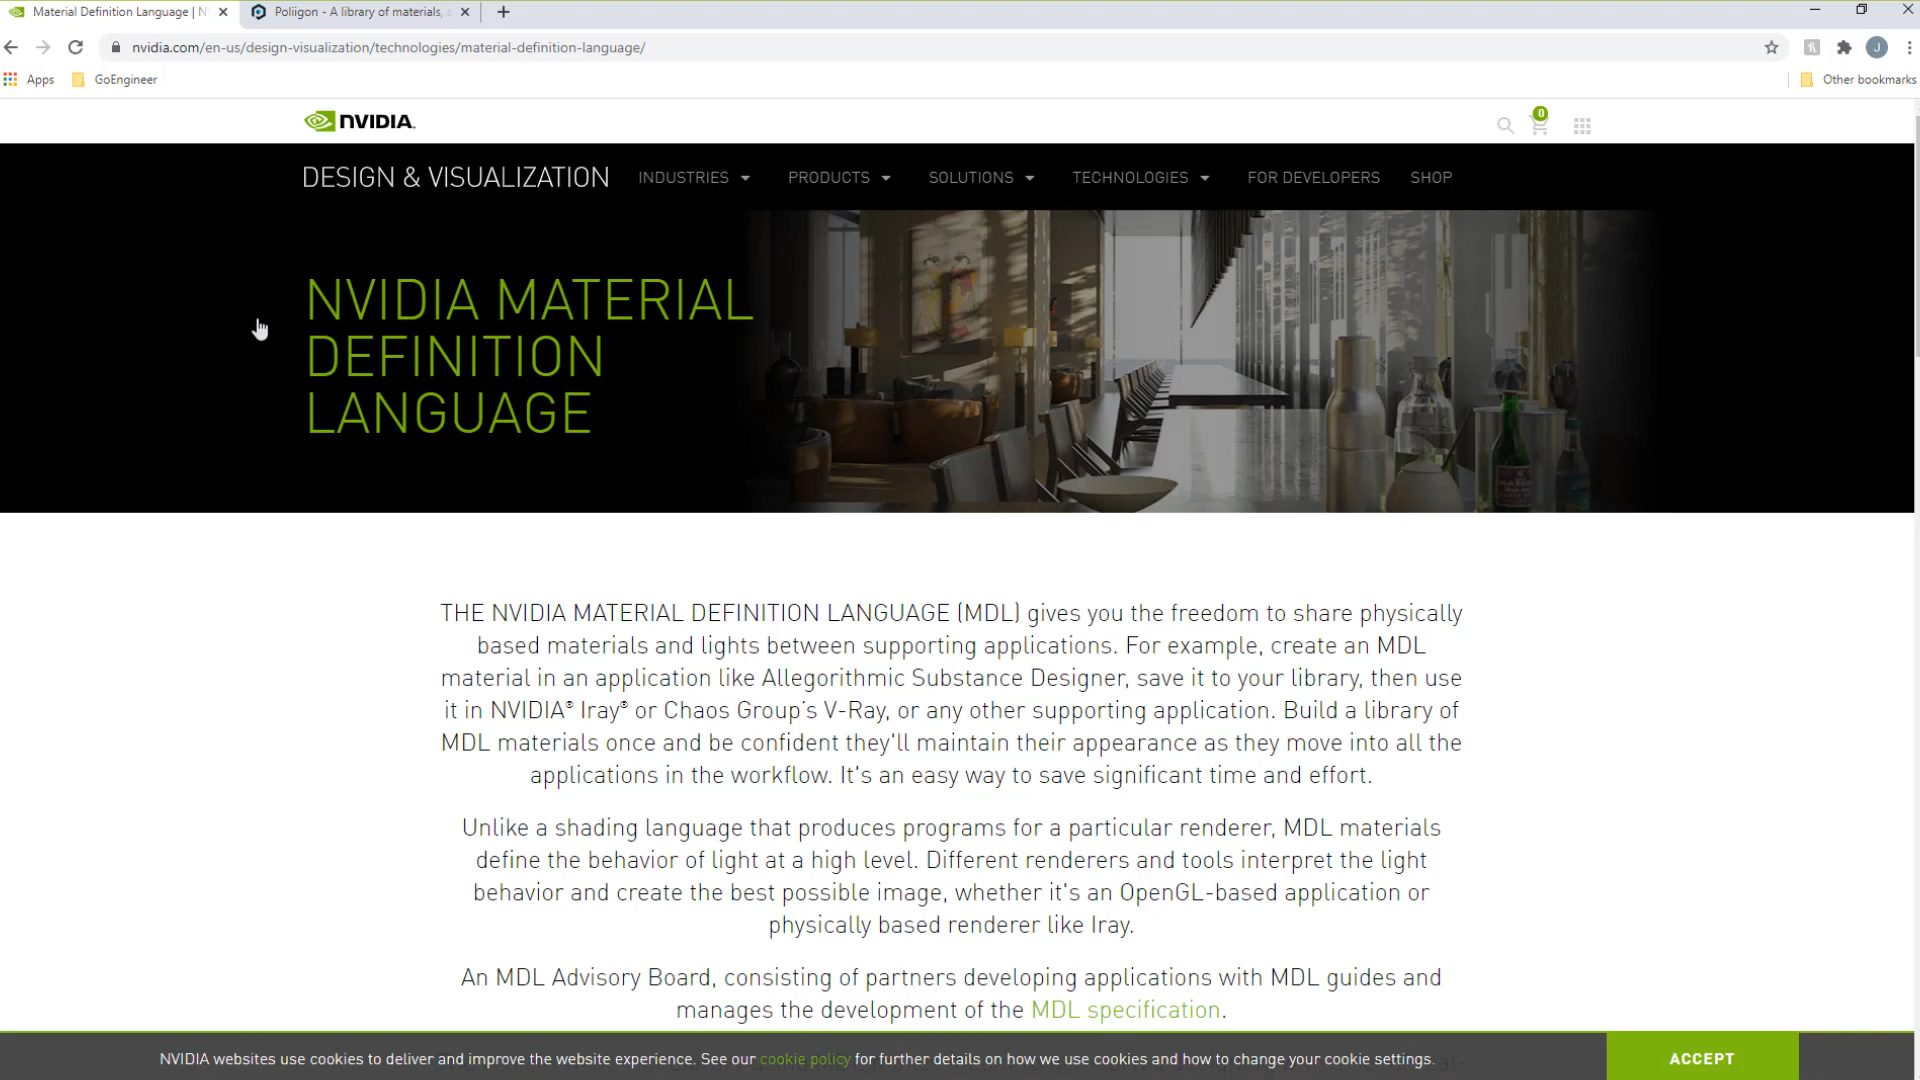 Material Definition Language | N
Poliigon - A library of materials,
nvidia.com/en-us/design-visualization/technologies/material-definition-language/
J
Apps
GoEngineer
Other bookmarks
NVIDIA.
0
DESIGN & VISUALIZATION
INDUSTRIES
PRODUCTS
SOLUTIONS
TECHNOLOGIES
FOR DEVELOPERS
SHOP
NVIDIA MATERIAL
DEFINITION
LANGUAGE
THE NVIDIA MATERIAL DEFINITION LANGUAGE (MDL) gives you the freedom to share physically
based materials and lights between supporting applications. For example, create an MDL
material in an application like Allegorithmic Substance Designer, save it to your library, then use
it in NVIDIA® Iray® or Chaos Group's V-Ray, or any other supporting application. Build a library of
MDL materials once and be confident they'll maintain their appearance as they move into all the
applications in the workflow. It's an easy way to save significant time and effort.
Unlike a shading language that produces programs for a particular renderer, MDL materials
define the behavior of light at a high level. Different renderers and tools interpret the light
behavior and create the best possible image, whether it's an OpenGL-based application or
physically based renderer like Iray.
An MDL Advisory Board, consisting of partners developing applications with MDL guides and
manages the development of the MDL specification.
NVIDIA websites use cookies to deliver and improve the website experience. See our cookie policy for further details on how we use cookies and how to change your cookie settings.
ACCEPT